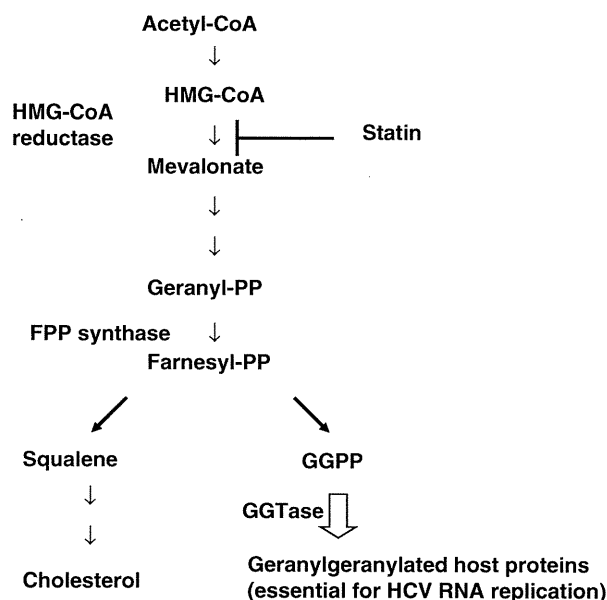 Acetyl-CoA
HMG-CoA
HMG-CoA
reductase
Statin
Mevalonate
Geranyl-PP
FPP synthase
Farnesyl-PP
Squalene
GGPP
GGTase
Geranylgeranylated host proteins
(essential for HCV RNA replication)
Cholesterol